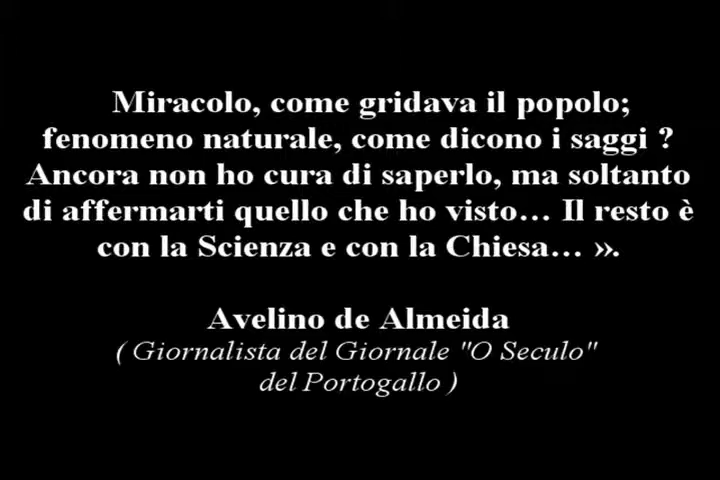 Miracolo, come gridava il popolo;
fenomeno naturale, come dicono i saggi ?
Ancora non ho cura di saperlo, ma soltanto
di affermarti quello che ho visto… Il resto è
con la Scienza e con la Chiesa… ».
Avelino de Almeida
( Giornalista del Giornale "O Seculo"
del Portogallo )